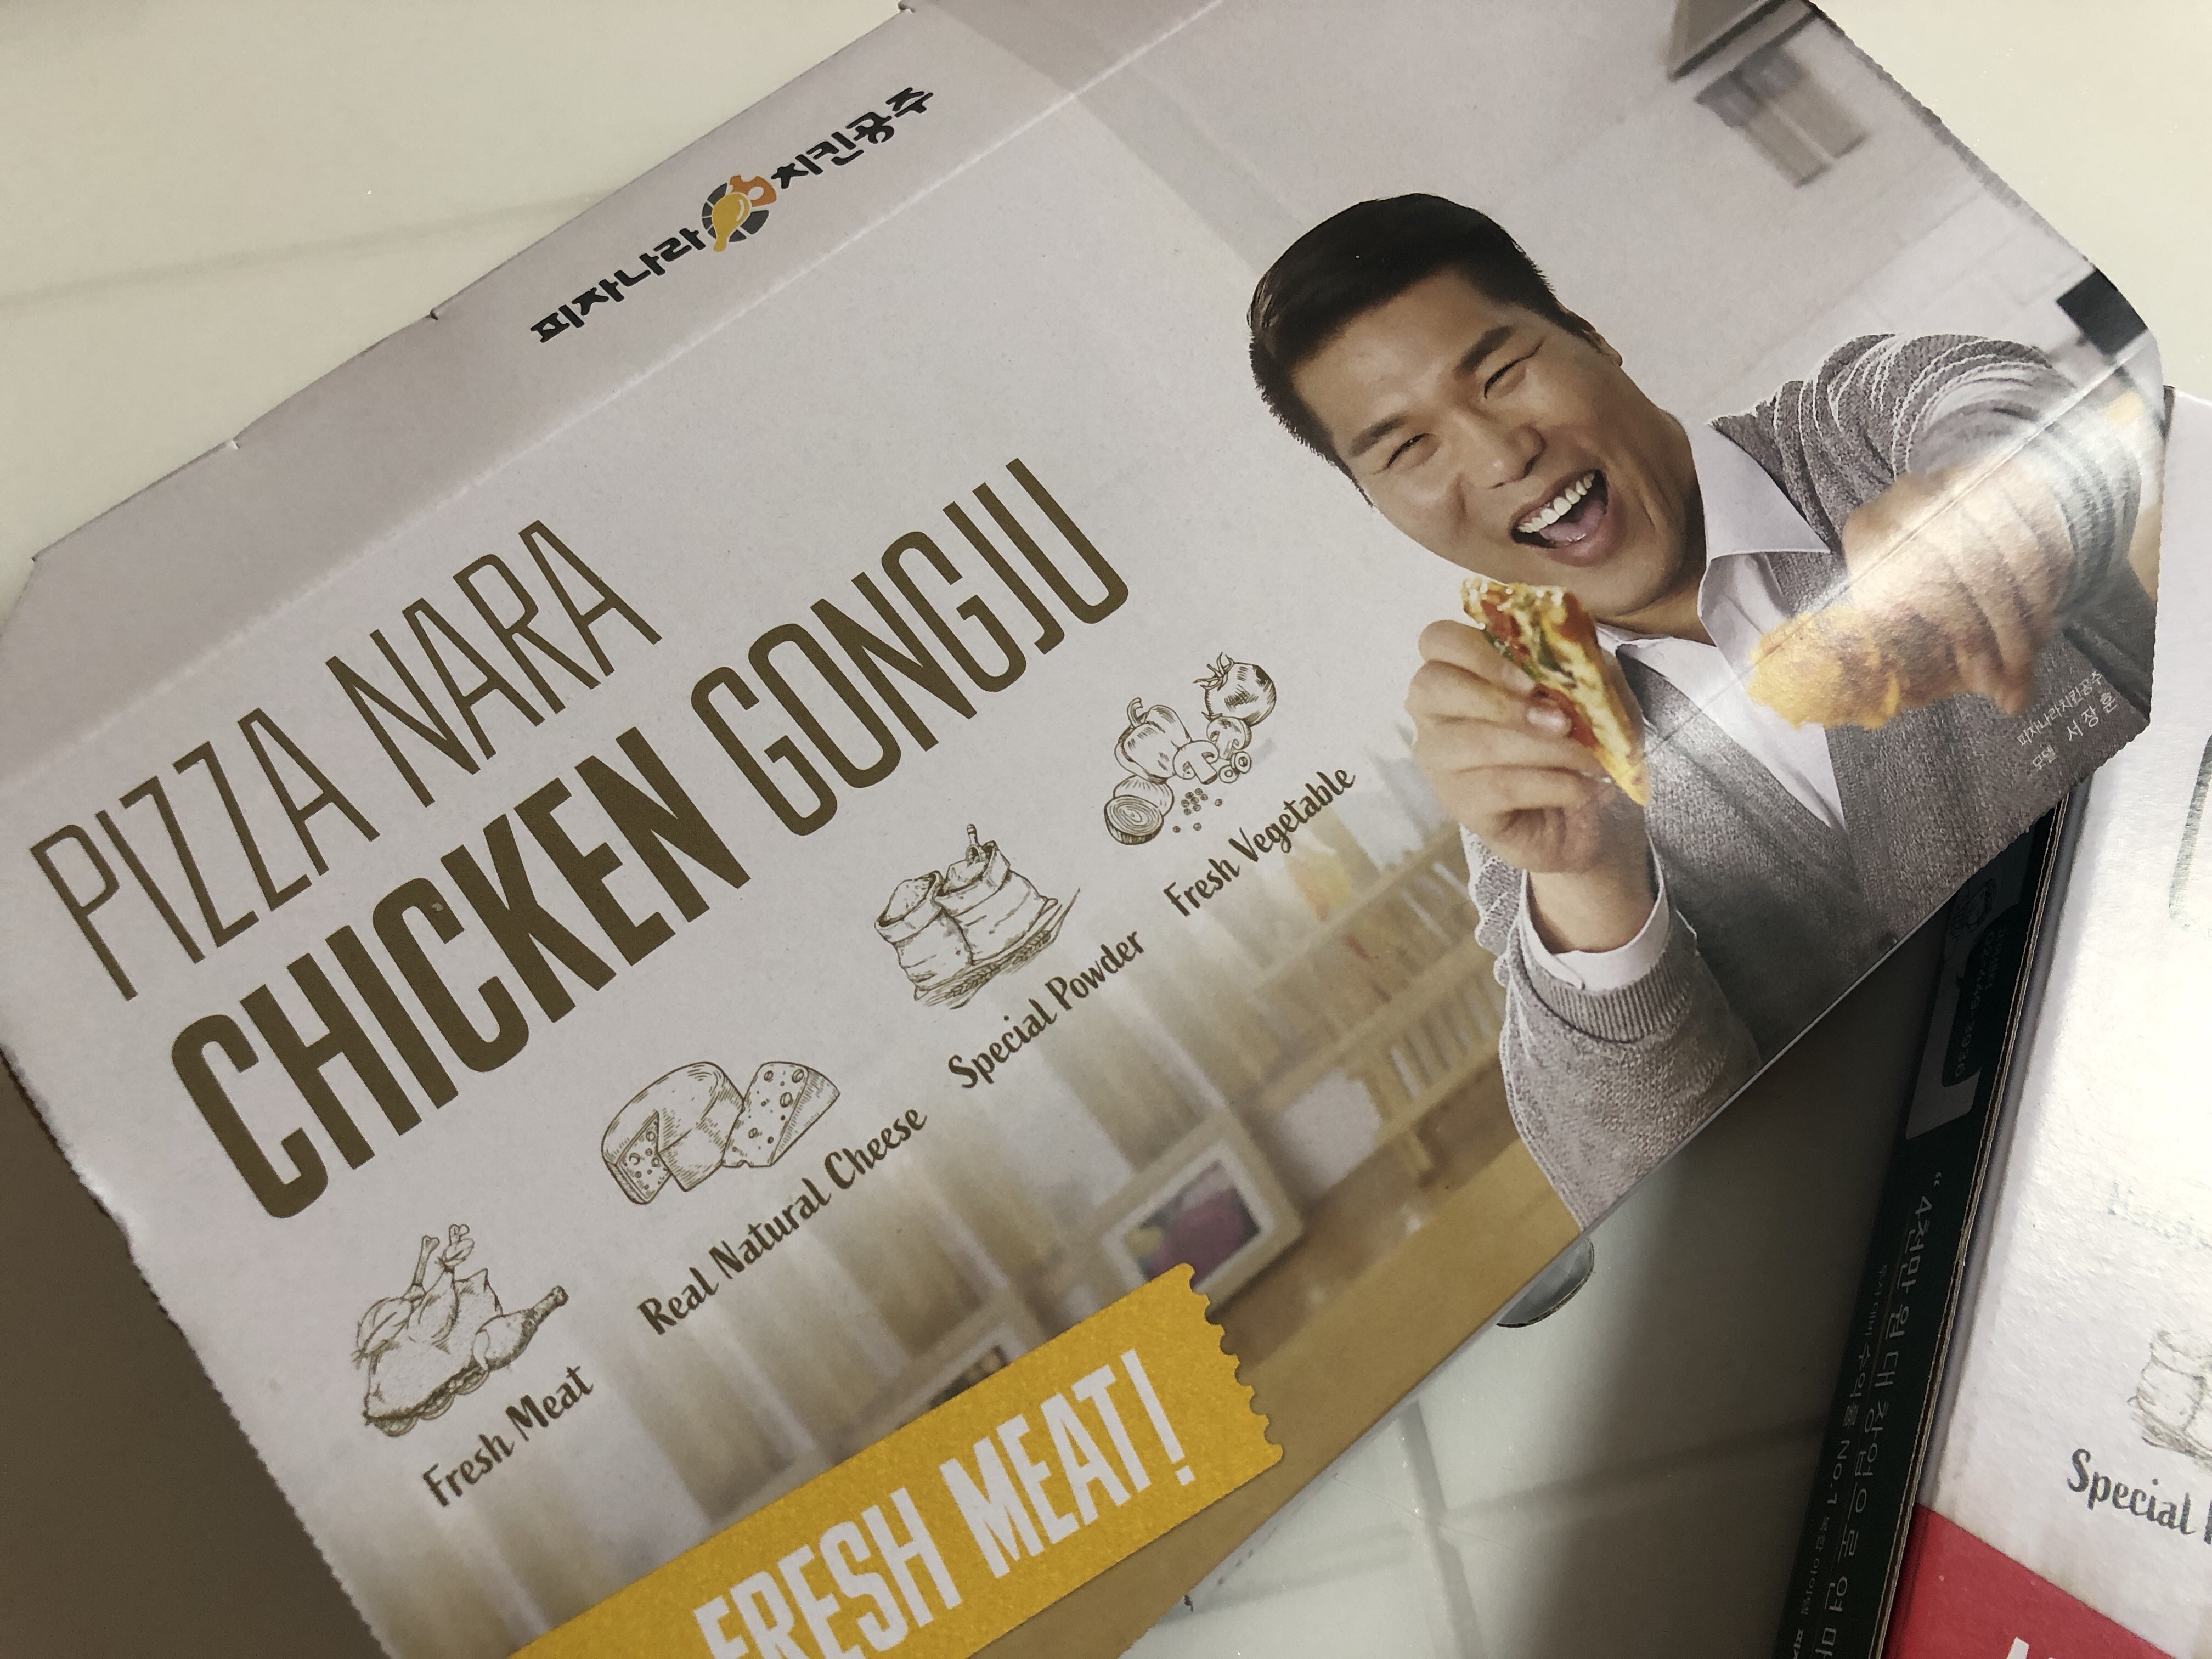 피자나라 치킨공주
PIZZA NARA
CHICKEN GONGJU
Fresh Meat
Real Natural Cheese
Special Powder
Fresh Vegetable
FRESH MEAT!
피자나라치킨공주
모델 서장훈
Special